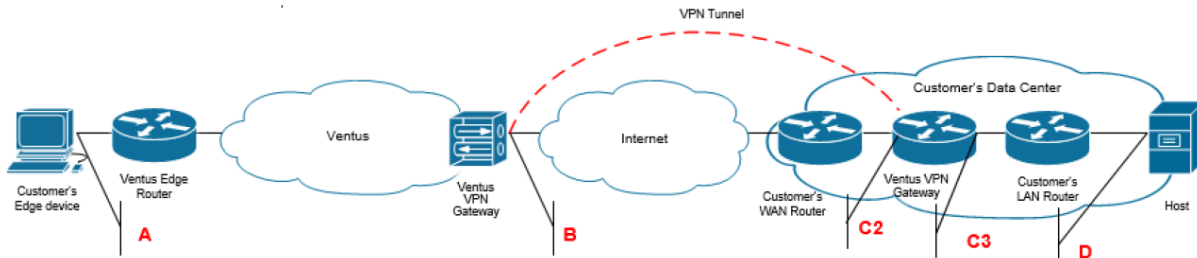 VPN Tunnel
Customer's Data Center
Ventus
Internet
Customer's
Edge device
Ventus Edge
Router
Ventus
VPN
Gateway
Customer's
WAN Router
Ventus VPN
Gateway
Customer's
LAN Router
Host
A
B
C2
C3
D